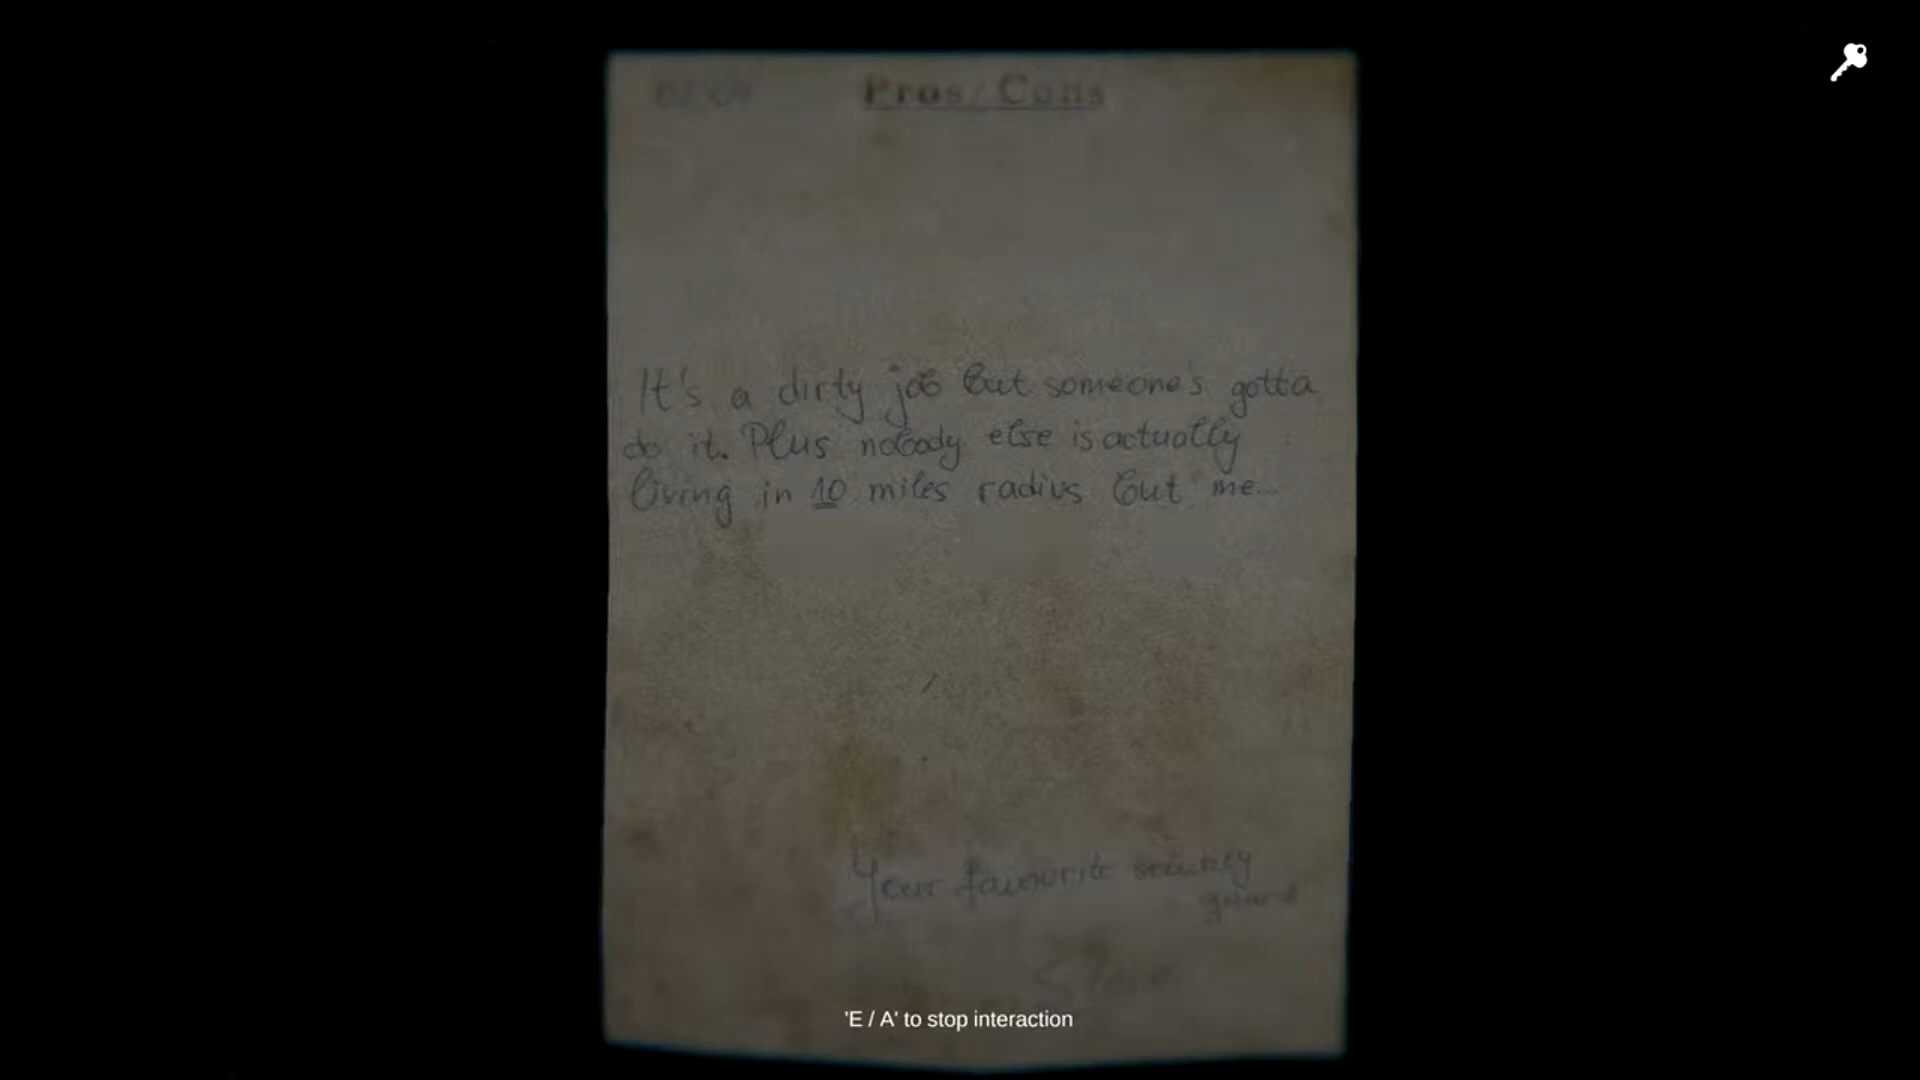 Pros/Cons
It's a dirty job but someone's gotta
do it. Plus nobody else is actually
living in 10 miles radius but me...
Your favourite security
guard
'E / A' to stop interaction